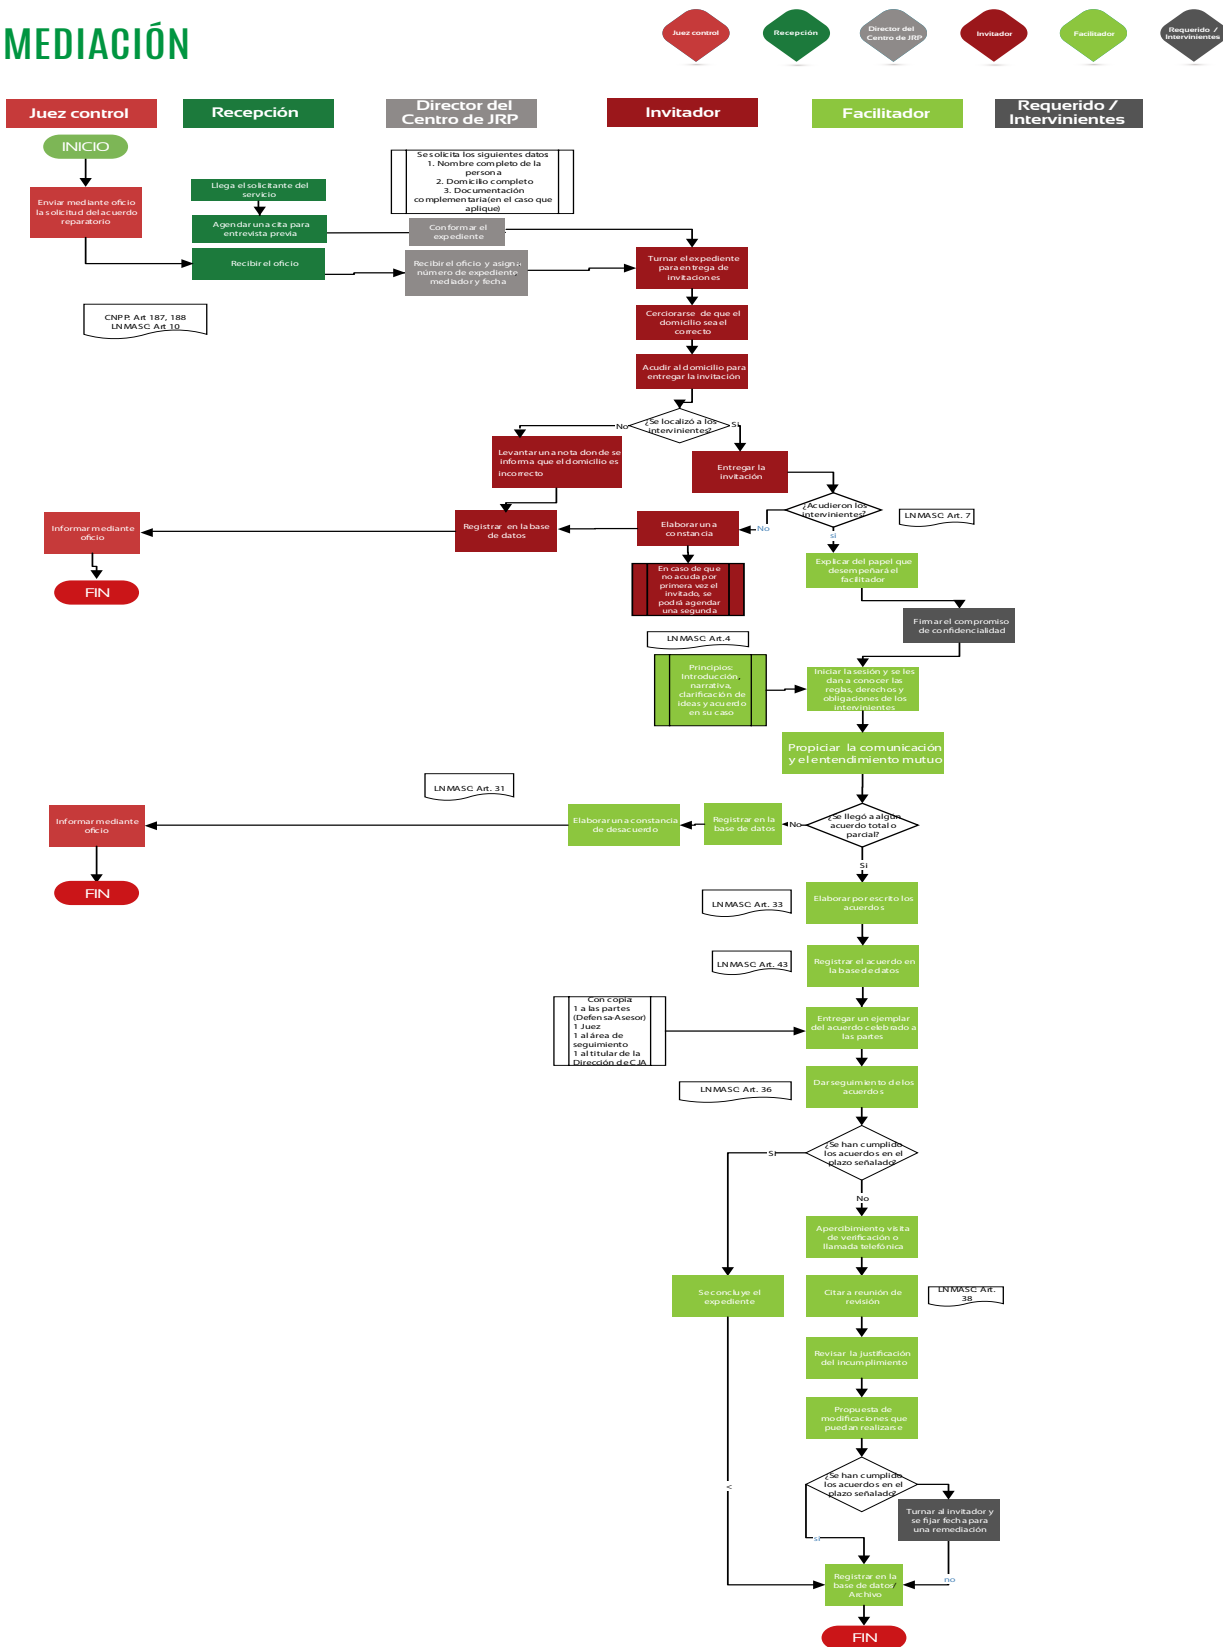 MEDIACIÓN
Juez control
Recepción
Director del
Centro de JRP
Invitador
Facilitador
Requerido /
Intervinientes
Juez control
Recepción
Director del
Centro de JRP
Invitador
Facilitador
Requerido /
Intervinientes
INICIO
Enviar mediante oficio
la solicitud del acuerdo
reparatorio
Llega el solicitante del
servicio
Agendar una cita para
entrevista previa
Recibir el oficio
Se solicita los siguientes datos
1. Nombre completo de la
persona
2. Domicilio completo
3. Documentación
complementaria (en el caso que
aplique)
Conformar el
expediente
Recibir el oficio y asigna
número de expediente
mediador y fecha
Turnar el expediente
para entrega de
invitaciones
CNPP. Art 187, 188
LNMASC Art 10
Cerciorarse de que el
domicilio sea el
correcto
Acudir al domicilio para
entregar la invitación
¿Se localizó a los
intervinientes?
No
Si
Levantar una nota donde se
informa que el domicilio es
incorrecto
Entregar la
invitación
¿Acudieron los
intervinientes?
LNMASC. Art. 7
No
si
Informar mediante
oficio
Registrar en la base
de datos
Elaborar una
constancia
FIN
En caso de que
no acuda por
primera vez el
invitado, se
podrá agendar
una segunda
Explicar del papel que
desempeñará el
facilitador
Firmar el compromiso
de confidencialidad
LNMASC Art.4
Principios:
Introducción,
narrativa,
clarificación de
ideas y acuerdo
en su caso
Iniciar la sesión y se les
dan a conocer las
reglas, derechos y
obligaciones de los
intervinientes
Propiciar la comunicación
y el entendimiento mutuo
LNMASC. Art. 31
Informar mediante
oficio
Elaborar una constancia
de desacuerdo
Registrar en la
base de datos
No
¿Se llegó a algún
acuerdo total o
parcial?
Si
FIN
LNMASC. Art. 33
Elaborar por escrito los
acuerdos
LNMASC. Art. 43
Registrar el acuerdo en
la base de datos
Con copia:
1 a las partes
(Defensa-Asesor)
1 Juez
1 al área de
seguimiento
1 al titular de la
Dirección de CJA
Entregar un ejemplar
del acuerdo celebrado a
las partes
LNMASC. Art. 36
Dar seguimiento de los
acuerdos
¿Se han cumplido
los acuerdos en el
plazo señalado?
Si
No
Apercibimiento, visita
de verificación o
llamada telefónica
Se concluye el
expediente
Citar a reunión de
revisión
LNMASC. Art.
38
Revisar la justificación
del incumplimiento
Propuesta de
modificaciones que
puedan realizarse
¿Se han cumplido
los acuerdos en el
plazo señalado?
Turnar al invitador y
se fijar fecha para
una remediación
si
no
Registrar en la
base de datos/
Archivo
FIN